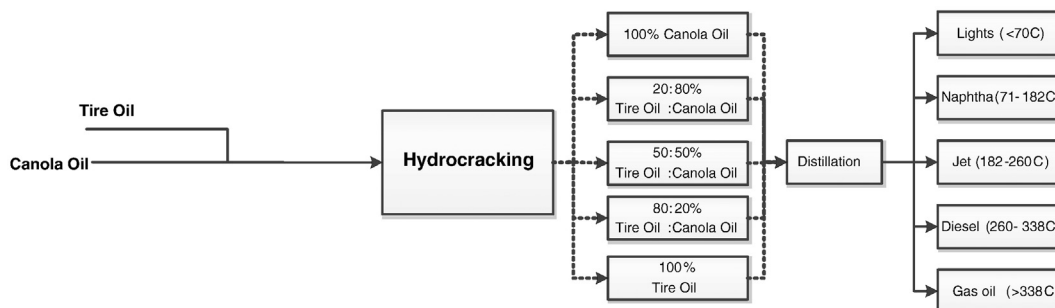 Tire Oil
Canola Oil
Hydrocracking
100% Canola Oil
20:80%
Tire Oil :Canola Oil
50:50%
Tire Oil :Canola Oil
80:20%
Tire Oil :Canola Oil
100%
Tire Oil
Distillation
Lights (<70C)
Naphtha(71- 182C
Jet (182-260C)
Diesel (260- 338C
Gas oil (>338C